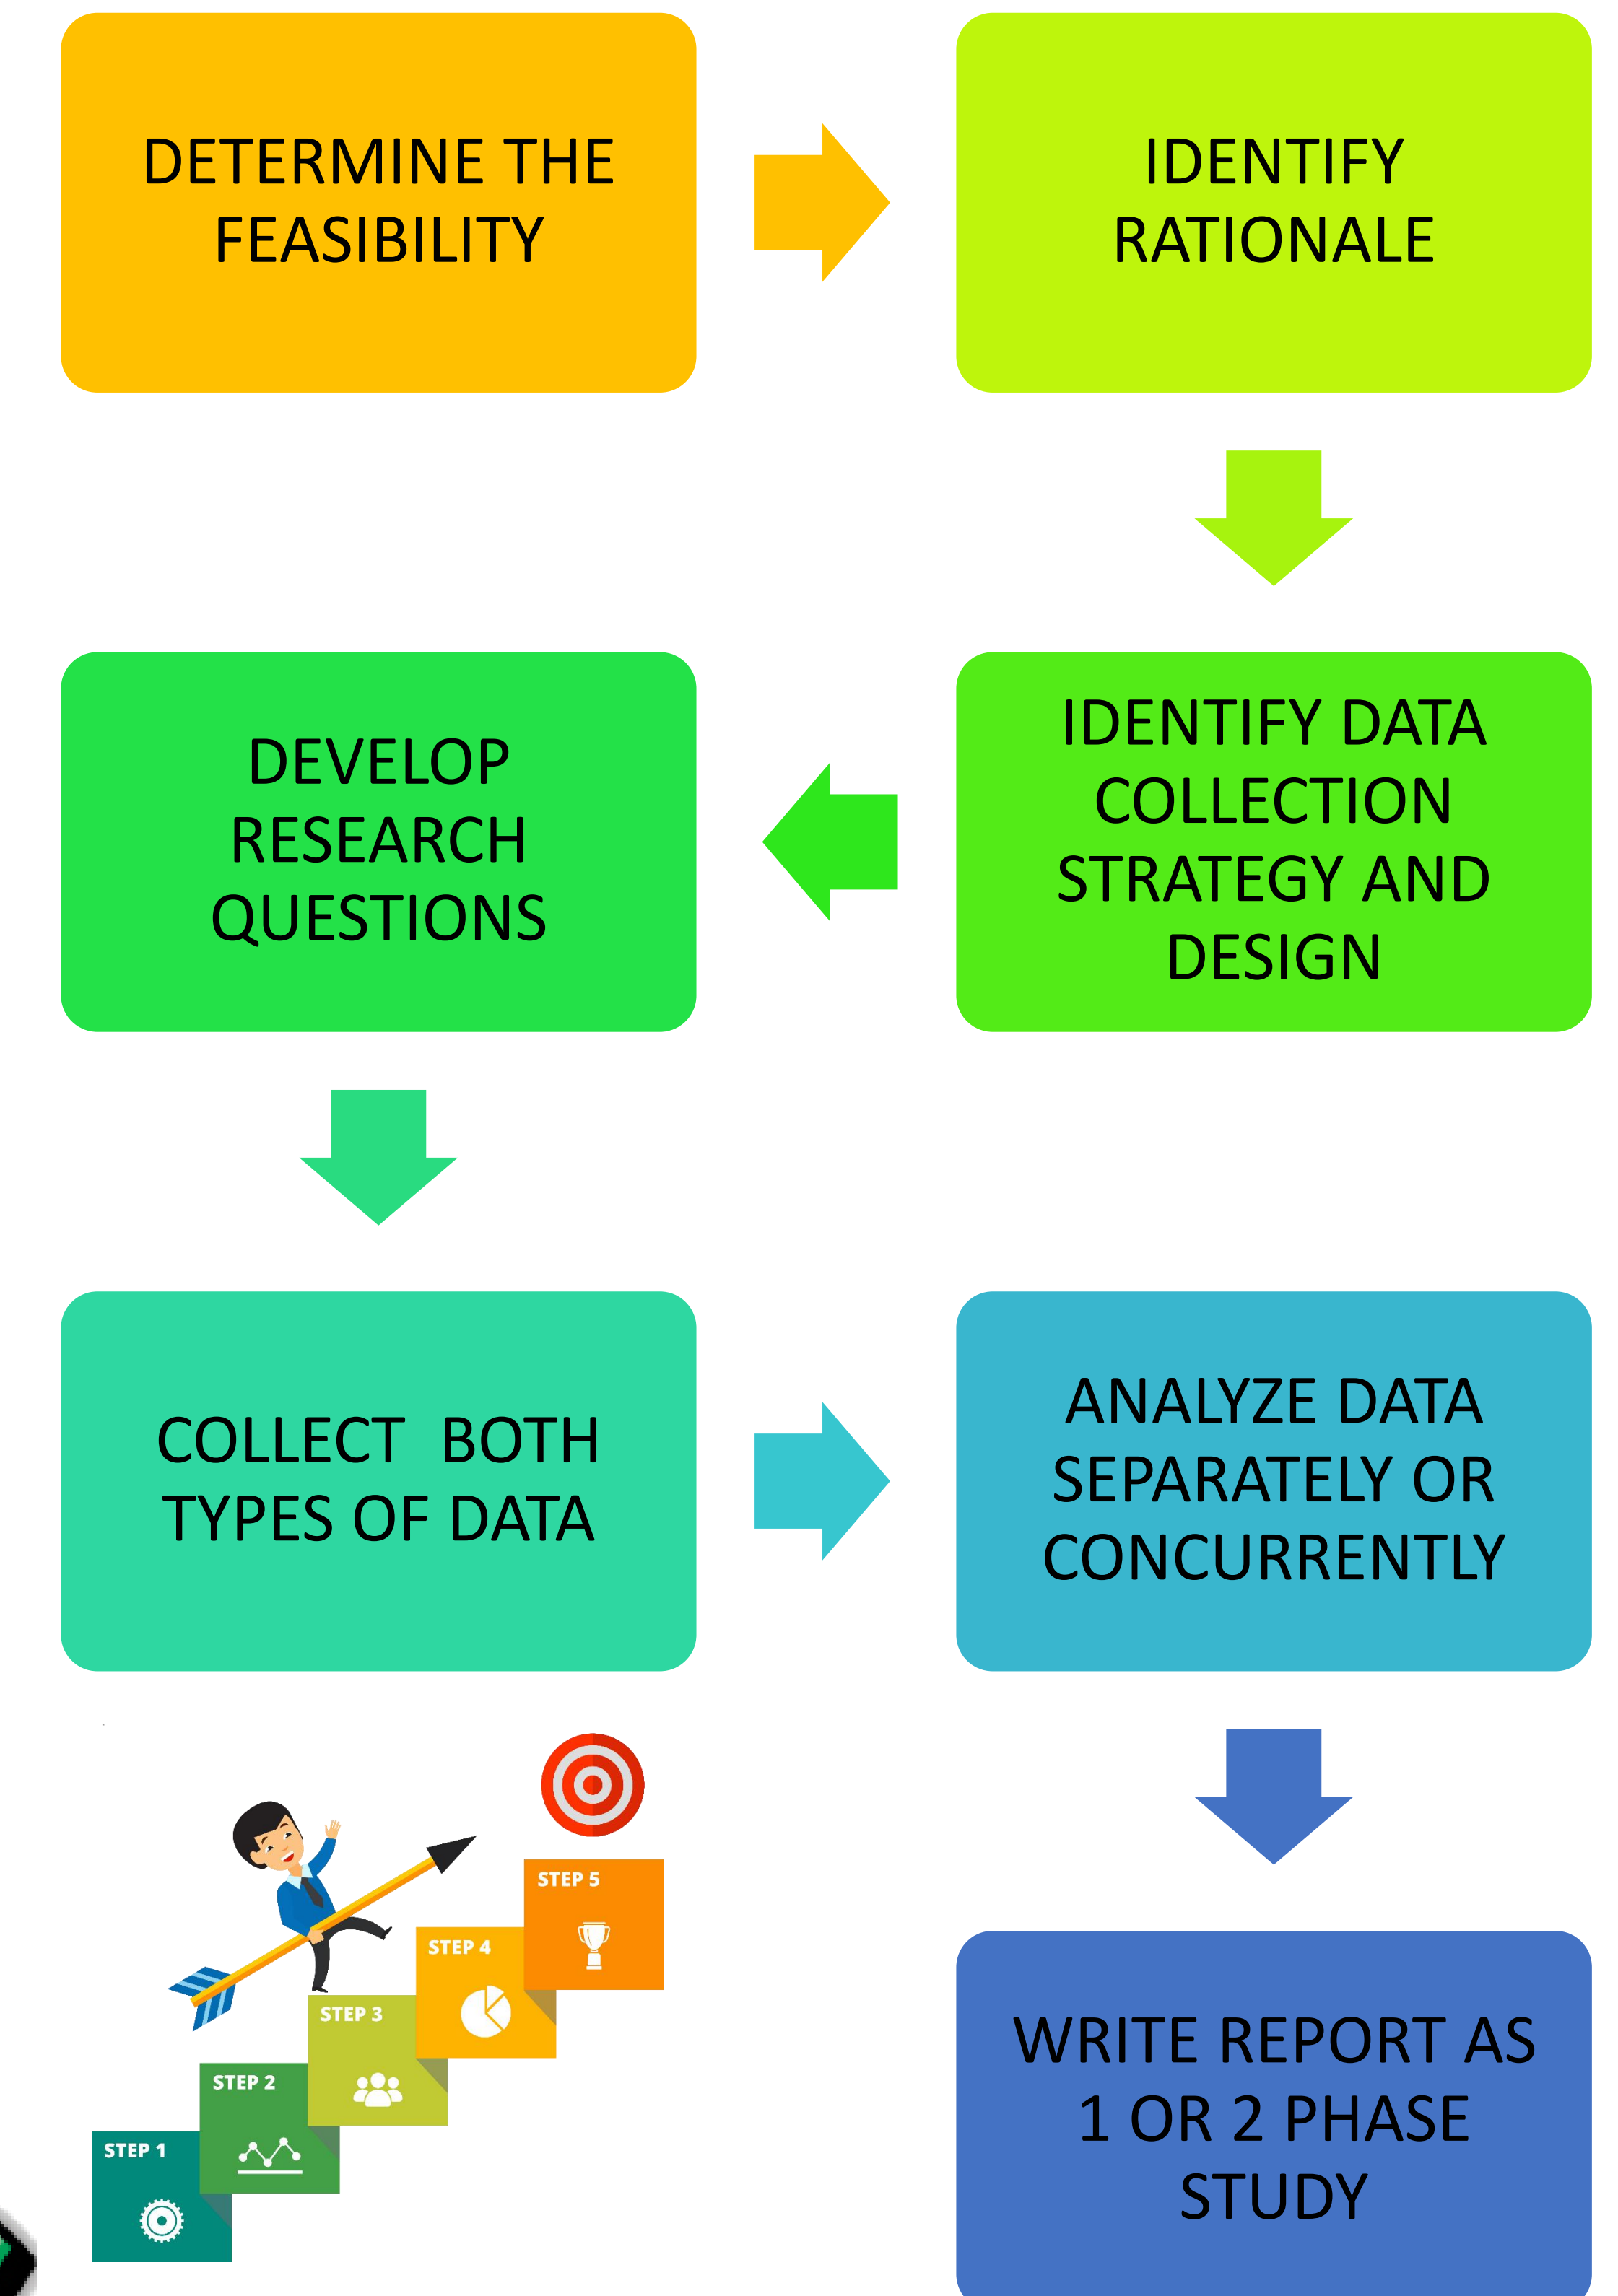 DETERMINE THE
FEASIBILITY
IDENTIFY
RATIONALE
IDENTIFY DATA
COLLECTION
STRATEGY AND
DESIGN
DEVELOP
RESEARCH
QUESTIONS
COLLECT BOTH
TYPES OF DATA
ANALYZE DATA
SEPARATELY OR
CONCURRENTLY
WRITE REPORT AS
1 OR 2 PHASE
STUDY
STEP 1
STEP 2
STEP 3
STEP 4
STEP 5